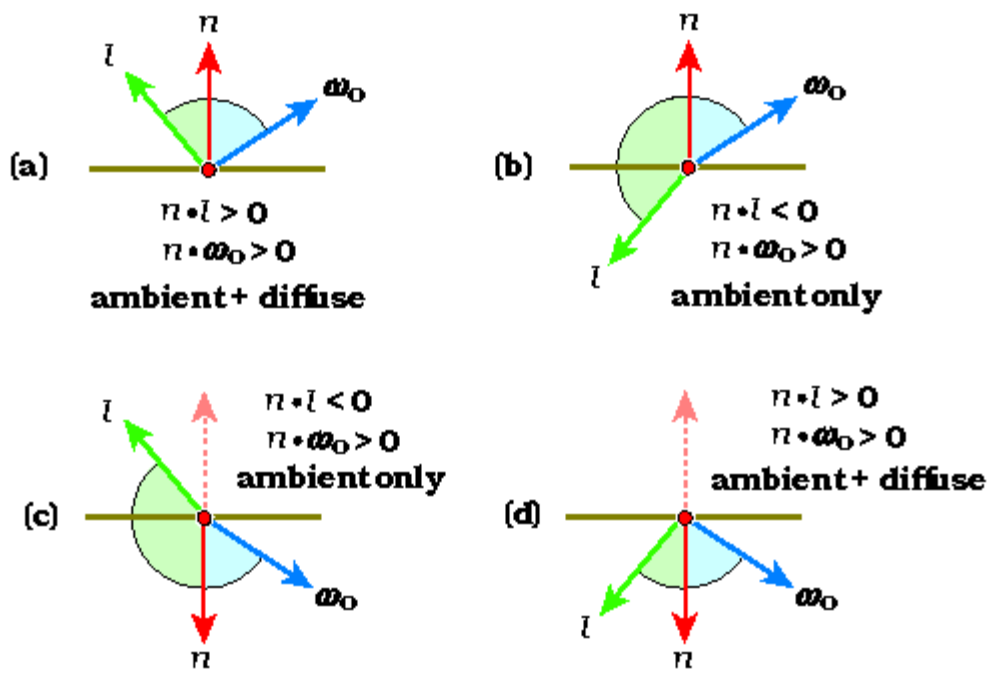 n
l
ωo
(a)
n • l > 0
n • ωo > 0
ambient + diffuse
n
ωo
(b)
l
n • l < 0
n • ωo > 0
ambient only
l
n • l < 0
n • ωo > 0
ambient only
(c)
ωo
n
n • l > 0
n • ωo > 0
ambient + diffuse
(d)
ωo
l
n